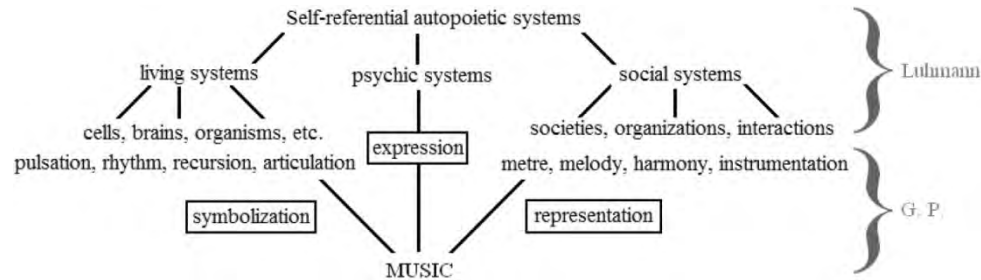 Self-referential autopoietic systems
living systems
psychic systems
social systems
Luhmann
cells, brains, organisms, etc.
societies, organizations, interactions
pulsation, rhythm, recursion, articulation
expression
metre, melody, harmony, instrumentation
symbolization
representation
G. P.
MUSIC